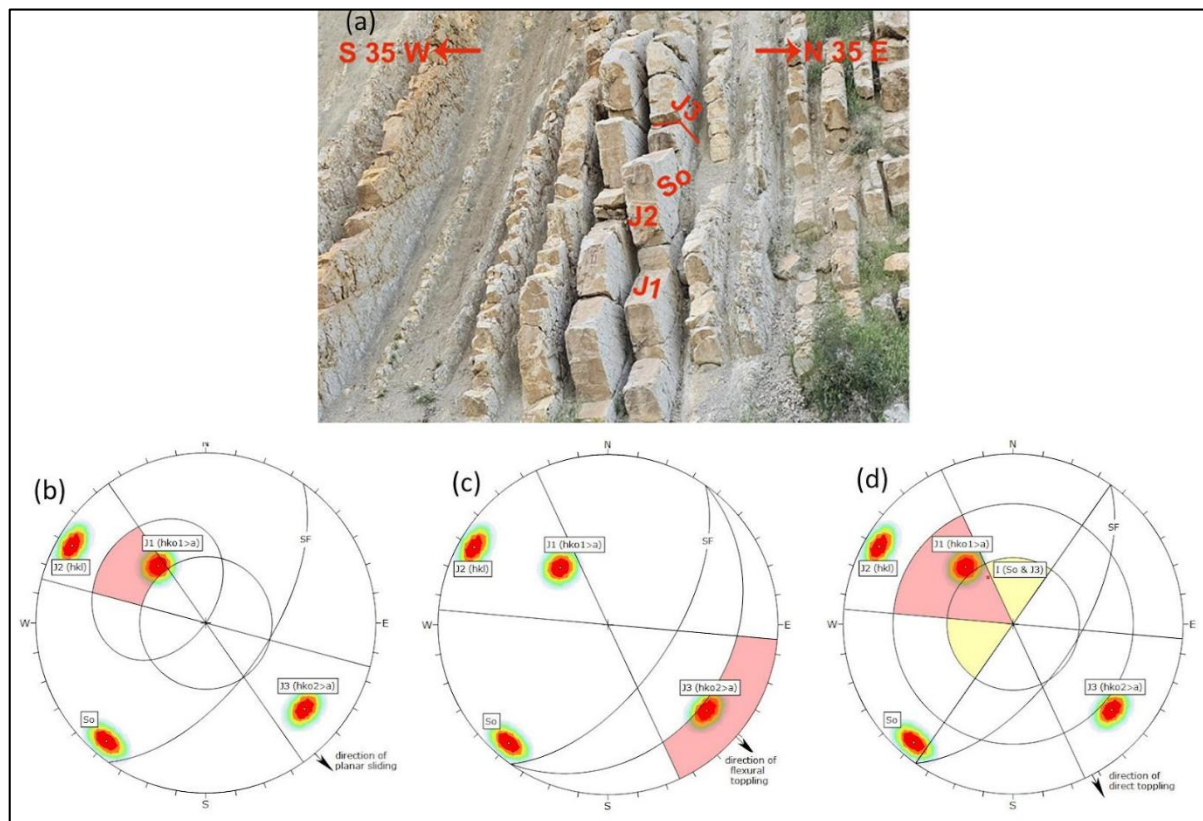 (a)
S 35 W
N 35 E
J3
So
J2
J1
(b)
N
J1 (hko1>a)
SF
J2 (hkl)
W
E
J3 (hko2>a)
So
direction of
planar sliding
S
(c)
N
J1 (hko1>a)
SF
J2 (hkl)
W
E
J3 (hko2>a)
So
direction of
flexural
toppling
S
(d)
N
SF
J1 (hko1>a)
J2 (hkl)
I (So & J3)
W
E
J3 (hko2>a)
So
direction of
direct toppling
S